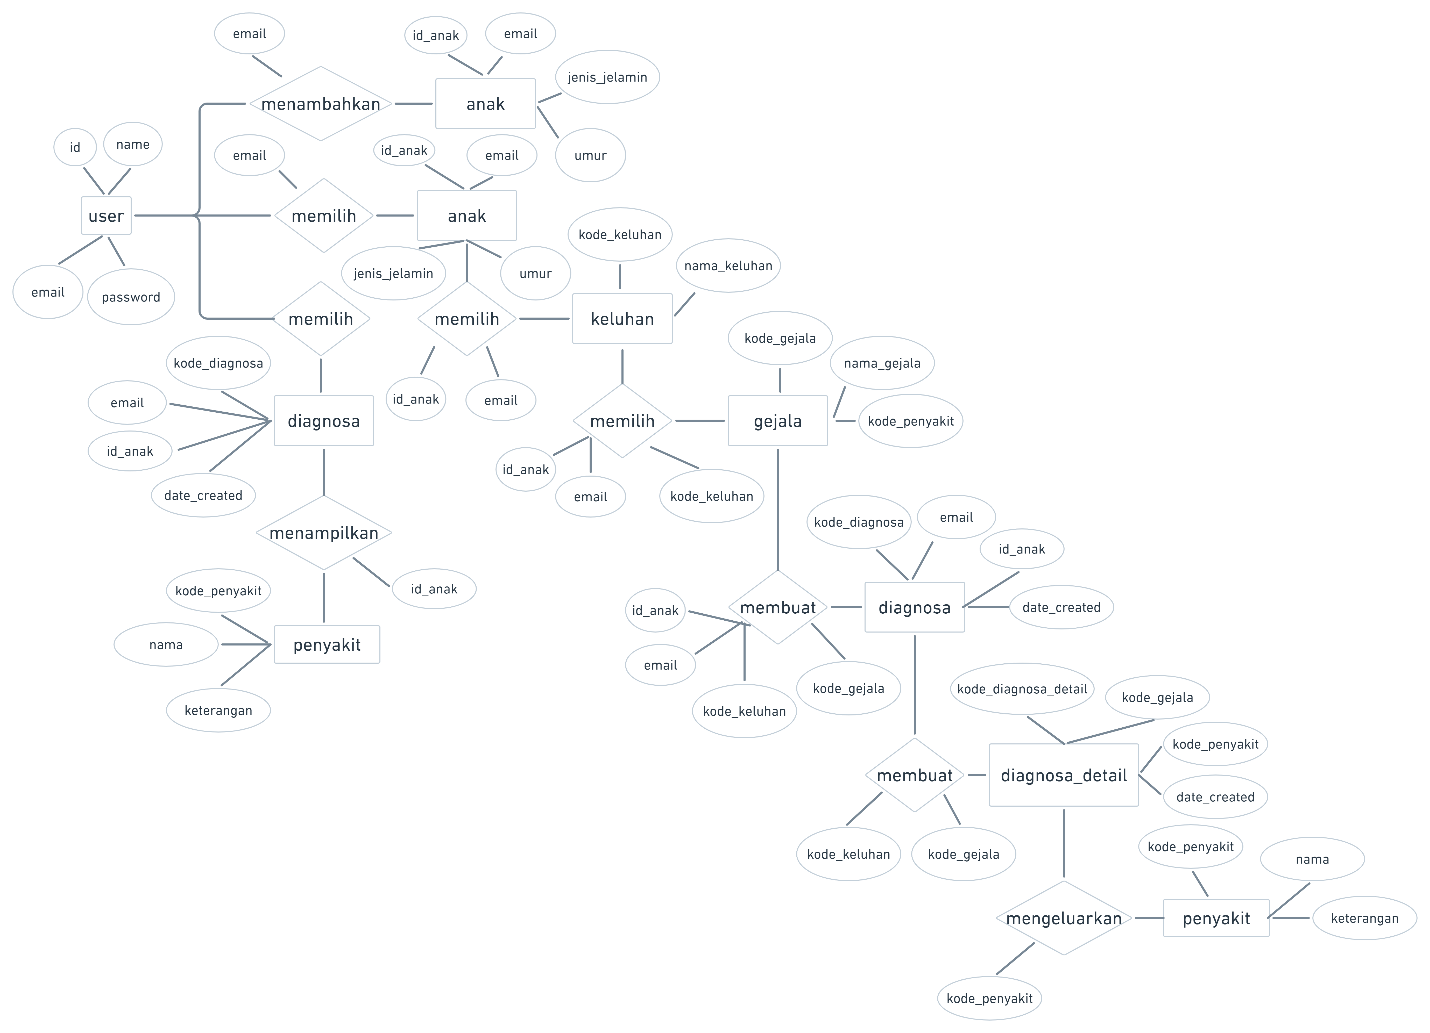 email
id_anak
email
jenis_jelamin
menambahkan
anak
id
name
email
id_anak
email
umur
user
memilih
anak
kode_keluhan
nama_keluhan
email
password
jenis_jelamin
umur
memilih
memilih
keluhan
kode_gejala
kode_diagnosa
nama_gejala
email
id_anak
email
diagnosa
memilih
gejala
kode_penyakit
id_anak
id_anak
date_created
email
kode_keluhan
menampilkan
kode_diagnosa
email
id_anak
kode_penyakit
id_anak
id_anak
membuat
diagnosa
date_created
nama
penyakit
email
kode_gejala
keterangan
kode_keluhan
kode_diagnosa_detail
kode_gejala
kode_penyakit
membuat
diagnosa_detail
date_created
kode_keluhan
kode_gejala
kode_penyakit
nama
mengeluarkan
penyakit
keterangan
kode_penyakit